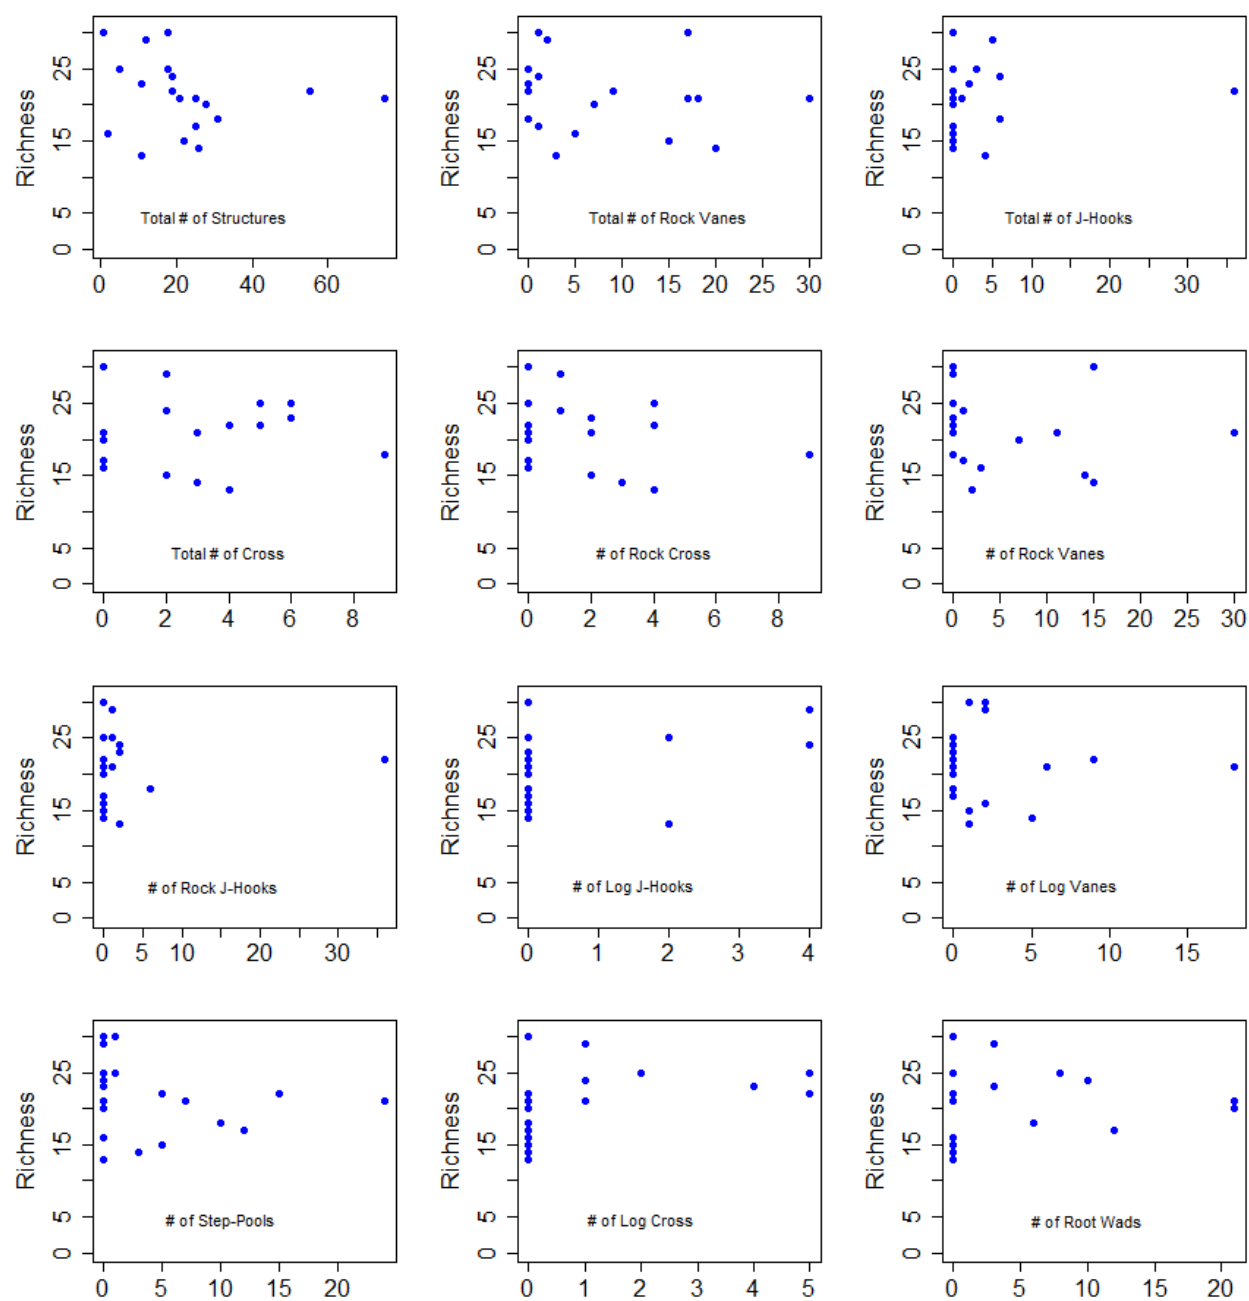 Richness
0 5 15 25
Total # of Structures
0 20 40 60
Richness
0 5 15 25
Total # of Rock Vanes
0 5 10 15 20 25 30
Richness
0 5 15 25
Total # of J-Hooks
0 5 10 20 30
Richness
0 5 15 25
Total # of Cross
0 2 4 6 8
Richness
0 5 15 25
# of Rock Cross
0 2 4 6 8
Richness
0 5 15 25
# of Rock Vanes
0 5 10 15 20 25 30
Richness
0 5 15 25
# of Rock J-Hooks
0 5 10 20 30
Richness
0 5 15 25
# of Log J-Hooks
0 1 2 3 4
Richness
0 5 15 25
# of Log Vanes
0 5 10 15
Richness
0 5 15 25
# of Step-Pools
0 5 10 15 20
Richness
0 5 15 25
# of Log Cross
0 1 2 3 4 5
Richness
0 5 15 25
# of Root Wads
0 5 10 15 20